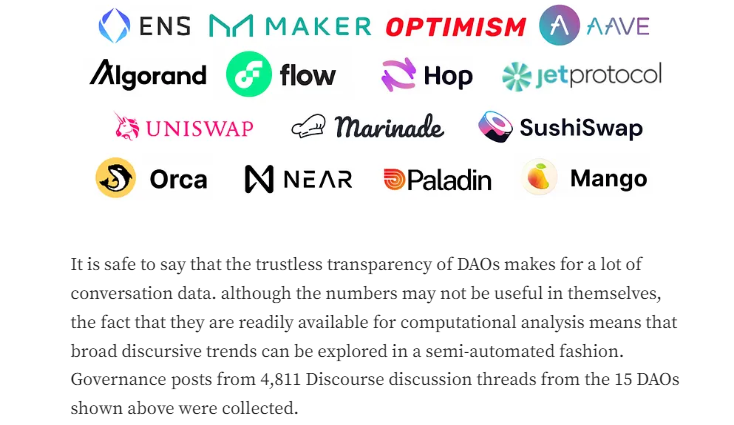 ENS MAKER OPTIMISM AAVE
Algorand flow Hop jetprotocol
UNISWAP Marinade SushiSwap
Orca NEAR Paladin Mango
It is safe to say that the trustless transparency of DAOs makes for a lot of
conversation data. although the numbers may not be useful in themselves,
the fact that they are readily available for computational analysis means that
broad discursive trends can be explored in a semi-automated fashion.
Governance posts from 4,811 Discourse discussion threads from the 15 DAOs
shown above were collected.